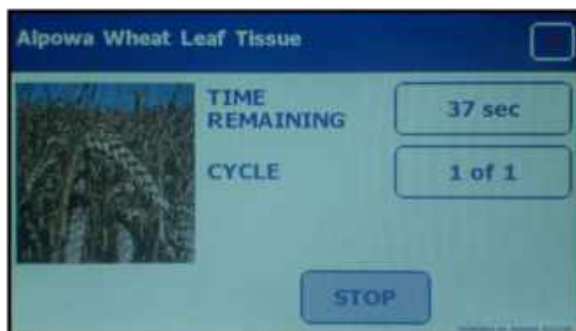 Alpowa Wheat Leaf Tissue
TIME
REMAINING
37 sec
CYCLE
1 of 1
STOP